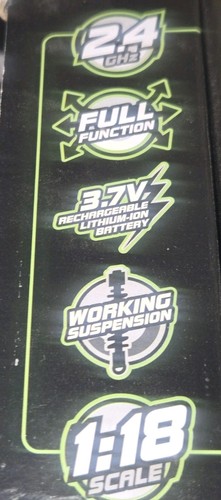 2.4
GHz
FULL
FUNCTION
3.7V
RECHARGEABLE
LITHIUM-ION
BATTERY
WORKING
SUSPENSION
1:18
SCALE!